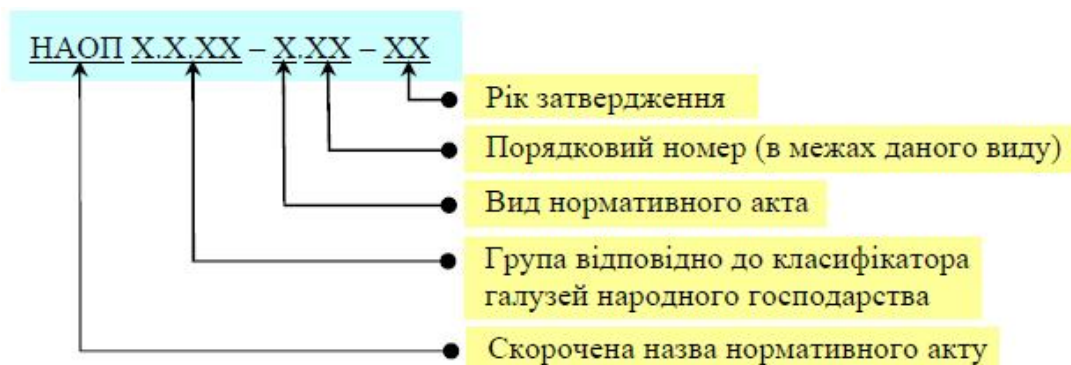 НАОП Х.Х.ХХ – Х.ХХ – ХХ
Рік затвердження
Порядковий номер (в межах даного виду)
Вид нормативного акта
Група відповідно до класифікатора
галузей народного господарства
Скорочена назва нормативного акту